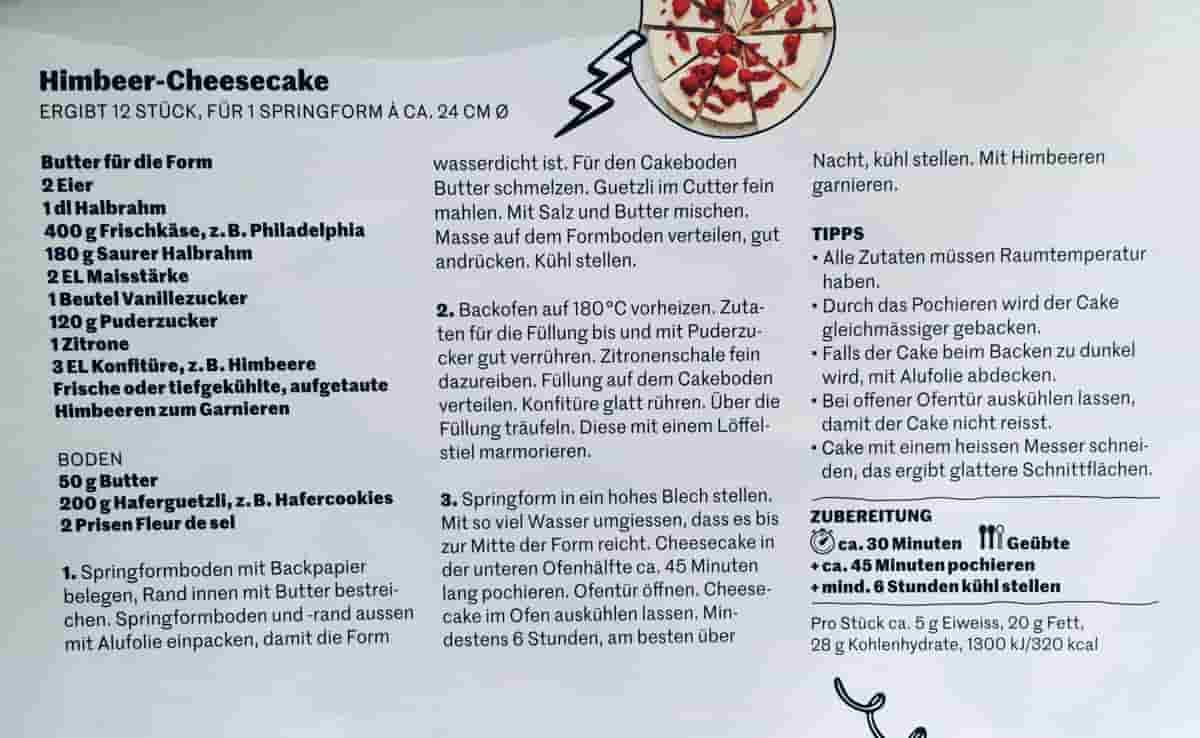 Himbeer-Cheesecake
ERGIBT 12 STÜCK, FÜR 1 SPRINGFORM À CA. 24 CM Ø
Butter für die Form
2 Eier
1 dl Halbrahm
400 g Frischkäse, z. B. Philadelphia
180 g Saurer Halbrahm
2 EL Maisstärke
1 Beutel Vanillezucker
120 g Puderzucker
1 Zitrone
3 EL Konfitüre, z. B. Himbeere
Frische oder tiefgekühlte, aufgetaute
Himbeeren zum Garnieren
BODEN
50 g Butter
200 g Haferguetzli, z. B. Hafercookies
2 Prisen Fleur de sel
1. Springformboden mit Backpapier
belegen, Rand innen mit Butter bestrei-
chen. Springformboden und -rand aussen
mit Alufolie einpacken, damit die Form
wasserdicht ist. Für den Cakeboden
Butter schmelzen. Guetzli im Cutter fein
mahlen. Mit Salz und Butter mischen.
Masse auf dem Formboden verteilen, gut
andrücken. Kühl stellen.
2. Backofen auf 180°C vorheizen. Zuta-
ten für die Füllung bis und mit Puderzu-
cker gut verrühren. Zitronenschale fein
dazureiben. Füllung auf dem Cakeboden
verteilen. Konfitüre glatt rühren. Über die
Füllung träufeln. Diese mit einem Löffel-
stiel marmorieren.
3. Springform in ein hohes Blech stellen.
Mit so viel Wasser umgiessen, dass es bis
zur Mitte der Form reicht. Cheesecake in
der unteren Ofenhälfte ca. 45 Minuten
lang pochieren. Ofentür öffnen. Cheese-
cake im Ofen auskühlen lassen. Min-
destens 6 Stunden, am besten über
Nacht, kühl stellen. Mit Himbeeren
garnieren.
TIPPS
• Alle Zutaten müssen Raumtemperatur
haben.
• Durch das Pochieren wird der Cake
gleichmässiger gebacken.
• Falls der Cake beim Backen zu dunkel
wird, mit Alufolie abdecken.
• Bei offener Ofentür auskühlen lassen,
damit der Cake nicht reisst.
• Cake mit einem heissen Messer schnei-
den, das ergibt glattere Schnittflächen.
ZUBEREITUNG
ca. 30 Minuten Geübte
+ ca. 45 Minuten pochieren
+ mind. 6 Stunden kühl stellen
Pro Stück ca. 5 g Eiweiss, 20 g Fett,
28 g Kohlenhydrate, 1300 kJ/320 kcal